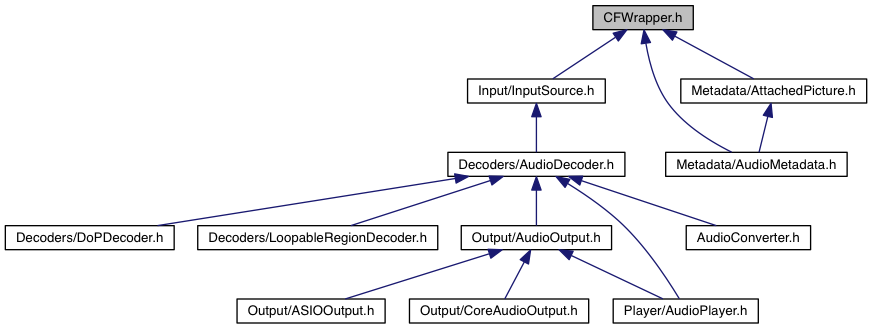 CFWrapper.h
Input/InputSource.h
Metadata/AttachedPicture.h
Decoders/AudioDecoder.h
Metadata/AudioMetadata.h
Decoders/DoPDecoder.h
Decoders/LoopableRegionDecoder.h
Output/AudioOutput.h
AudioConverter.h
Output/ASIOOutput.h
Output/CoreAudioOutput.h
Player/AudioPlayer.h